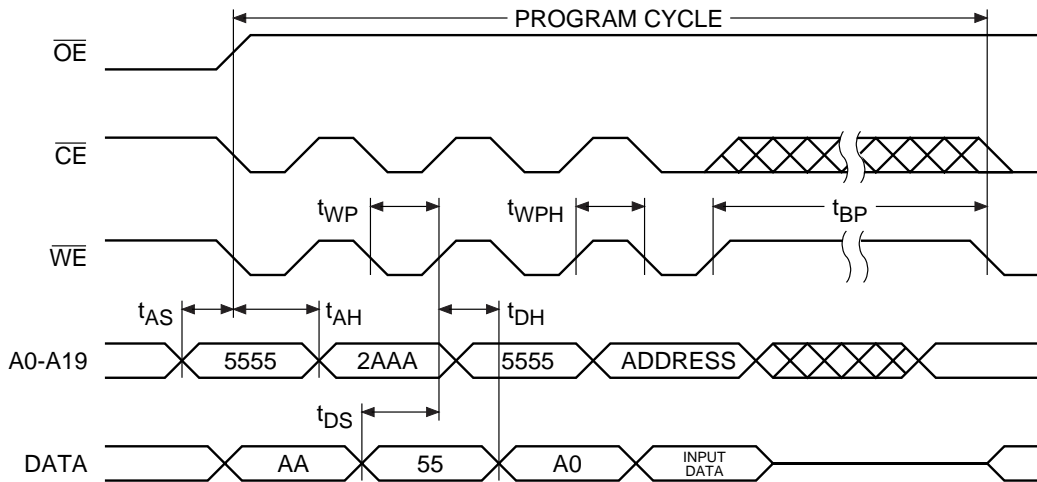 PROGRAM CYCLE
OE
CE
tWP
tWPH
tBP
WE
tAS
tAH
tDH
A0-A19
5555
2AAA
5555
ADDRESS
tDS
DATA
AA
55
A0
INPUT
DATA